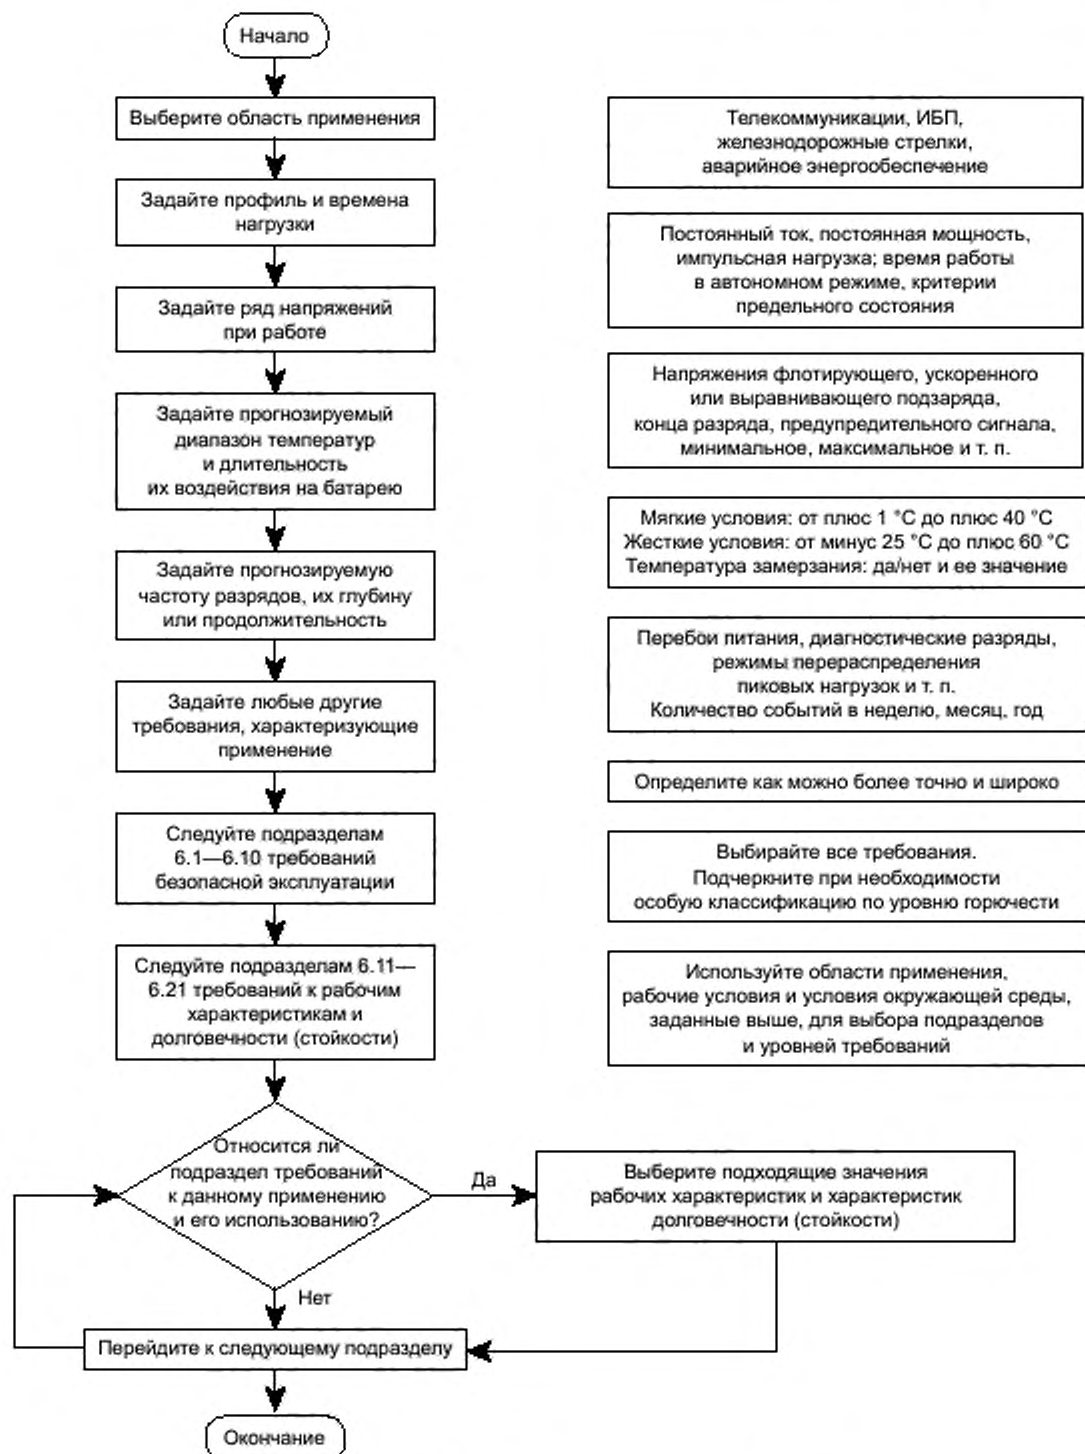 Начало
Выберите область применения
Задайте профиль и времена
нагрузки
Задайте ряд напряжений
при работе
Задайте прогнозируемый
диапазон температур
и длительность
их воздействия на батарею
Задайте прогнозируемую
частоту разрядов, их глубину
или продолжительность
Задайте любые другие
требования, характеризующие
применение
Следуйте подразделам
6.1—6.10 требований
безопасной эксплуатации
Следуйте подразделам 6.11—
6.21 требований к рабочим
характеристикам и
долговечности (стойкости)
Телекоммуникации, ИБП,
железнодорожные стрелки,
аварийное энергообеспечение
Постоянный ток, постоянная мощность,
импульсная нагрузка; время работы
в автономном режиме, критерии
предельного состояния
Напряжения флотирующего, ускоренного
или выравнивающего подзаряда,
конца разряда, предупредительного сигнала,
минимальное, максимальное и т. п.
Мягкие условия: от плюс 1 °С до плюс 40 °С
Жесткие условия: от минус 25 °С до плюс 60 °С
Температура замерзания: да/нет и ее значение
Перебои питания, диагностические разряды,
режимы перераспределения
пиковых нагрузок и т. п.
Количество событий в неделю, месяц, год
Определите как можно более точно и широко
Выбирайте все требования.
Подчеркните при необходимости
особую классификацию по уровню горючести
Используйте области применения,
рабочие условия и условия окружающей среды,
заданные выше, для выбора подразделов
и уровней требований
Относится ли
подраздел требований
к данному применению
и его использованию?
Да
Выберите подходящие значения
рабочих характеристик и характеристик
долговечности (стойкости)
Нет
Перейдите к следующему подразделу
Окончание